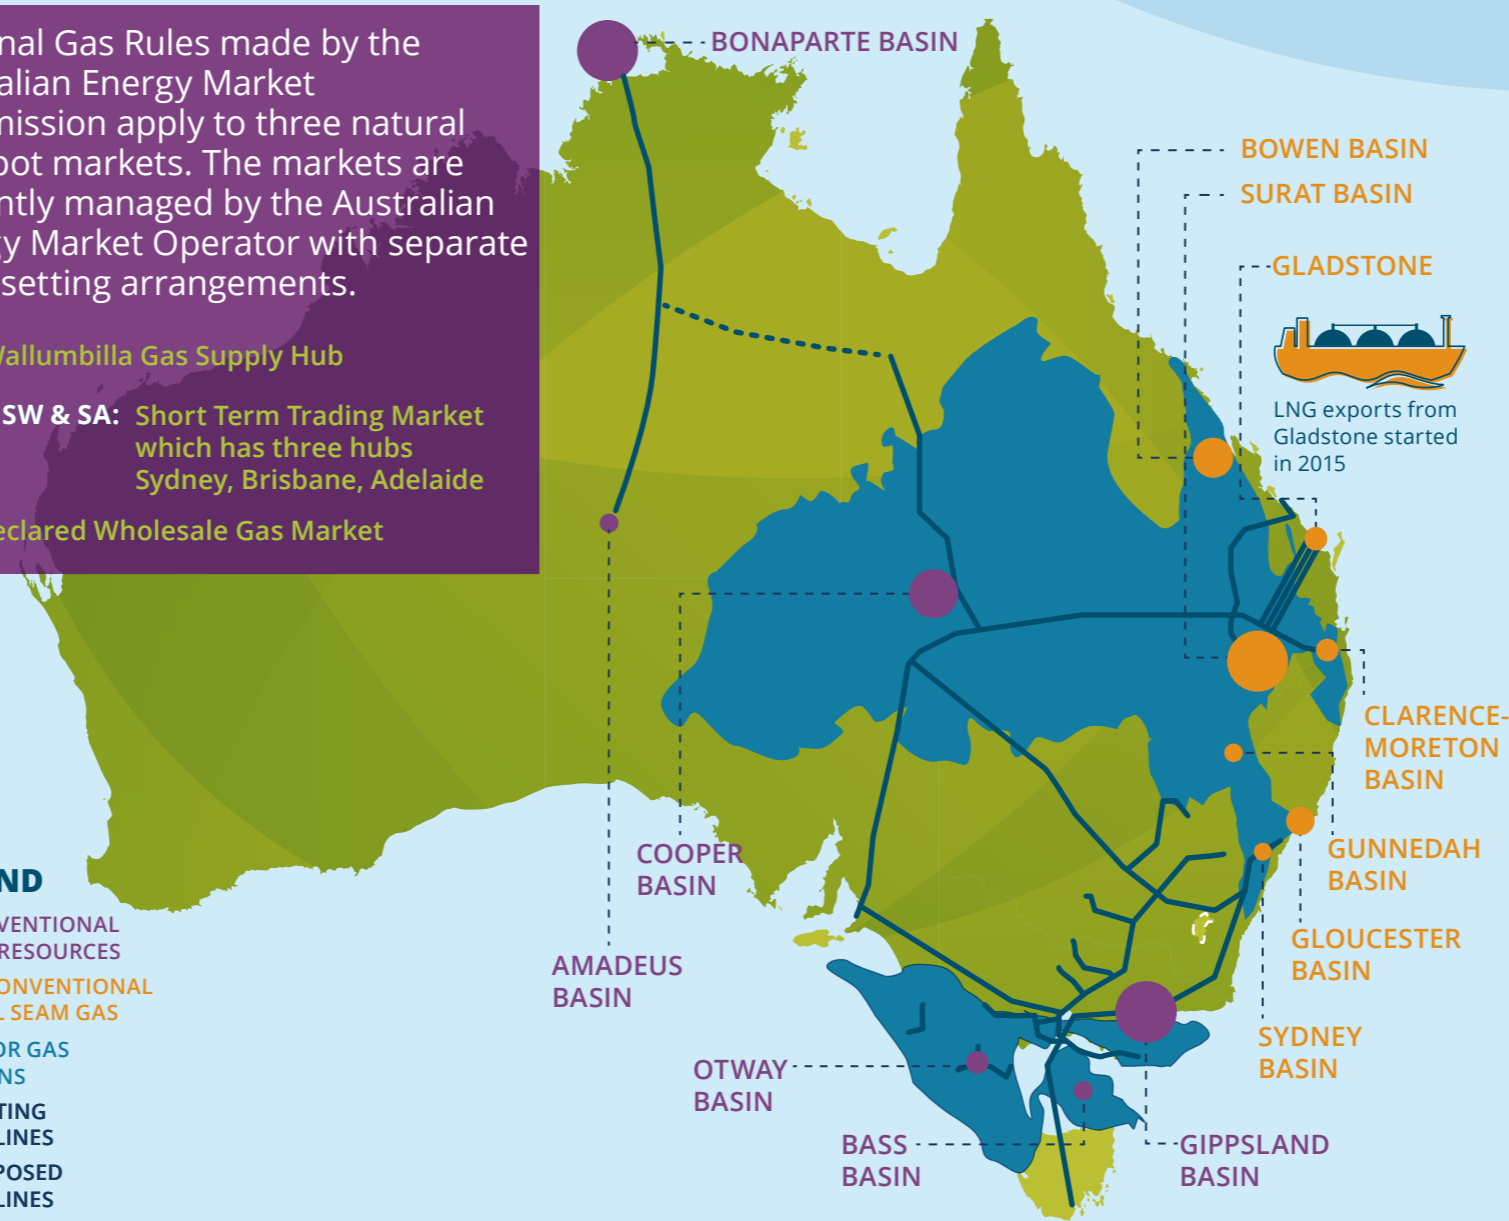 nal Gas Rules made by the
alian Energy Market
mission apply to three natural
pot markets. The markets are
ntly managed by the Australian
y Market Operator with separate
setting arrangements.
Wallumbilla Gas Supply Hub
SW & SA: Short Term Trading Market
which has three hubs
Sydney, Brisbane, Adelaide
eclared Wholesale Gas Market
BONAPARTE BASIN
BOWEN BASIN
SURAT BASIN
GLADSTONE
LNG exports from
Gladstone started
in 2015
CLARENCE-
MORETON
BASIN
GUNNEDAH
BASIN
GLOUCESTER
BASIN
SYDNEY
BASIN
GIPPSLAND
BASIN
BASS
BASIN
OTWAY
BASIN
AMADEUS
BASIN
COOPER
BASIN
ND
VENTIONAL
RESOURCES
ONVENTIONAL
L SEAM GAS
OR GAS
NS
TING
LINES
POSED
LINES